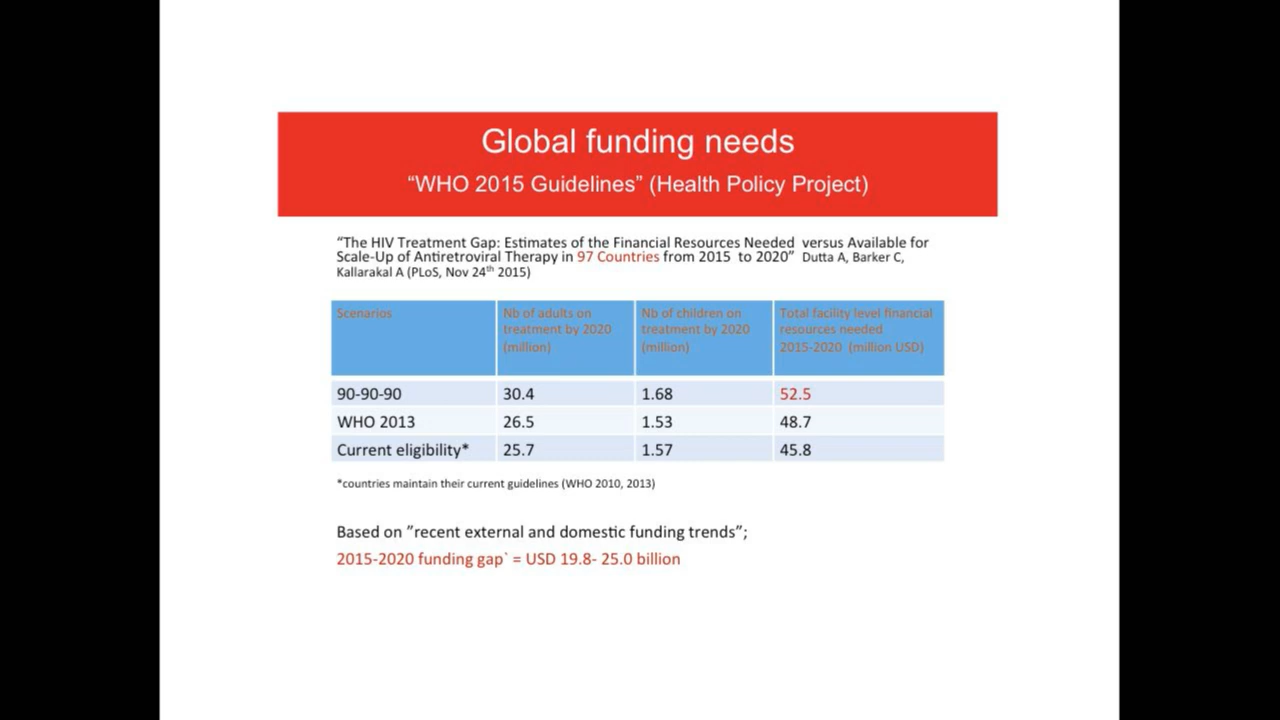 Global funding needs
“WHO 2015 Guidelines” (Health Policy Project)
“The HIV Treatment Gap: Estimates of the Financial Resources Needed versus Available for
Scale-Up of Antiretroviral Therapy in 97 Countries from 2015 to 2020” Dutta A, Barker C,
Kallarakal A (PLoS, Nov 24th 2015)
Scenarios
Nb of adults on
treatment by 2020
(million)
Nb of children on
treatment by 2020
(million)
Total facility level financial
resources needed
2015-2020 (million USD)
90-90-90 30.4 1.68 52.5
WHO 2013 26.5 1.53 48.7
Current eligibility* 25.7 1.57 45.8
*countries maintain their current guidelines (WHO 2010, 2013)
Based on ”recent external and domestic funding trends”;
2015-2020 funding gap` = USD 19.8- 25.0 billion